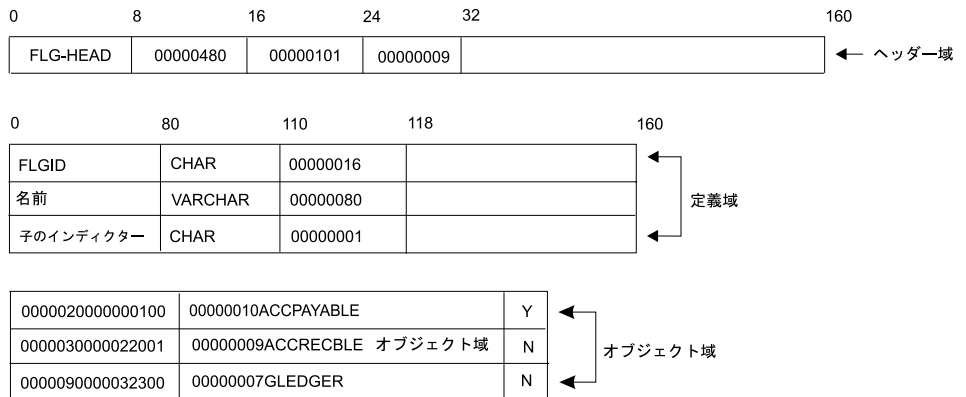 0 8 16 24 32 160
FLG-HEAD 00000480 00000101 00000009
ヘッダー域
0 80 110 118 160
FLGID CHAR 00000016
名前 VARCHAR 00000080
定義域
子のインディクター CHAR 00000001
0000020000000100 00000010ACCPAYABLE Y
0000030000022001 00000009ACCRECBLE オブジェクト域 N
オブジェクト域
0000090000032300 00000007GLEDGER N